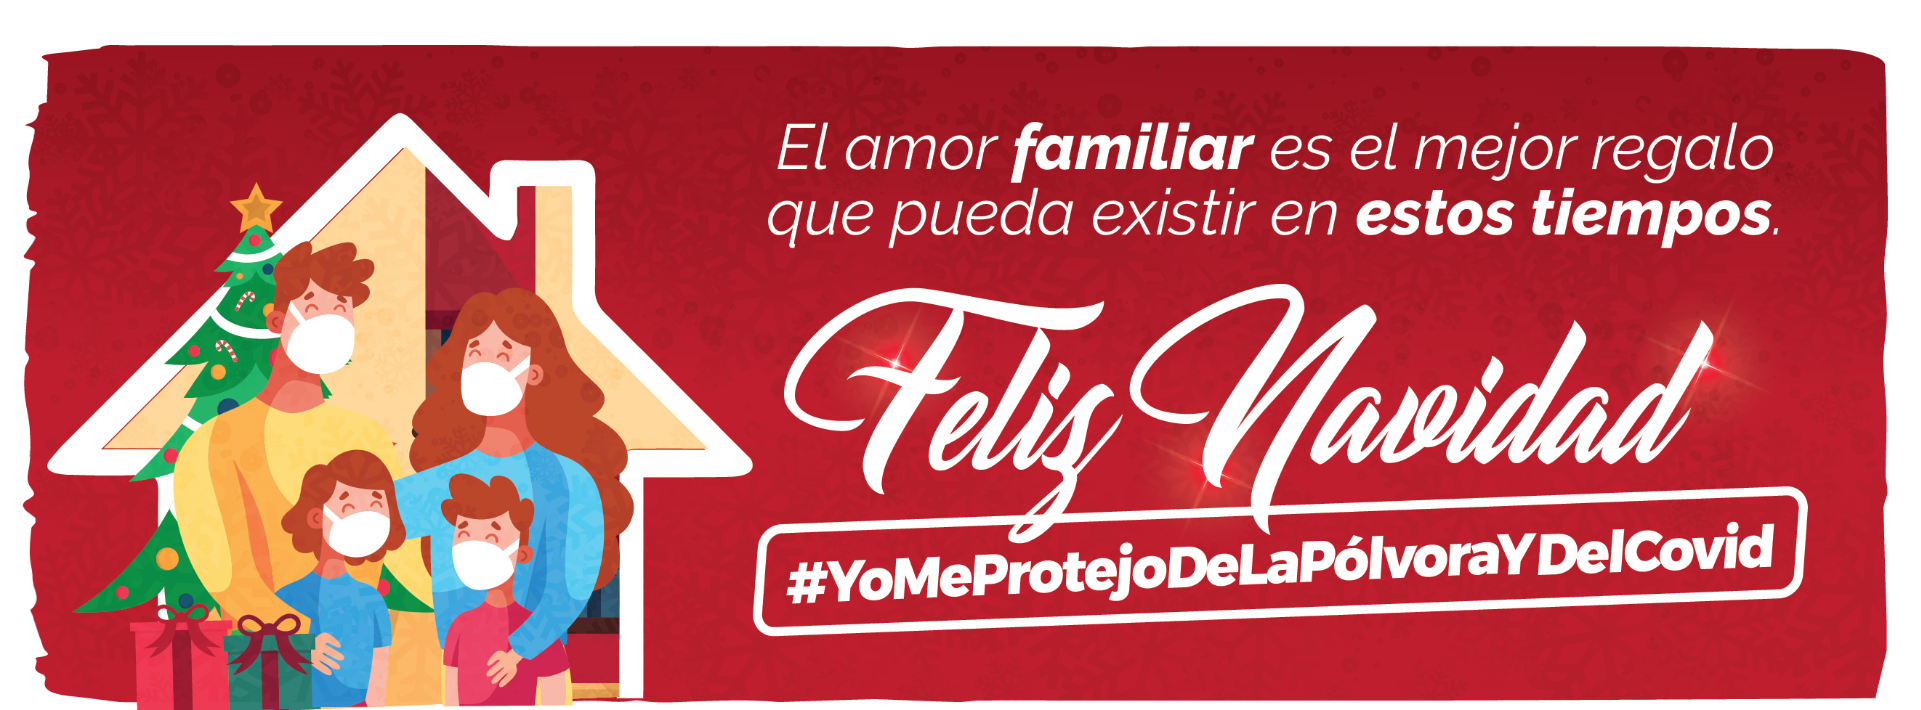 El amor familiar es el mejor regalo
que pueda existir en estos tiempos.
Feliz Navidad
#YoMeProtejoDeLaPólvoraYDelCovid